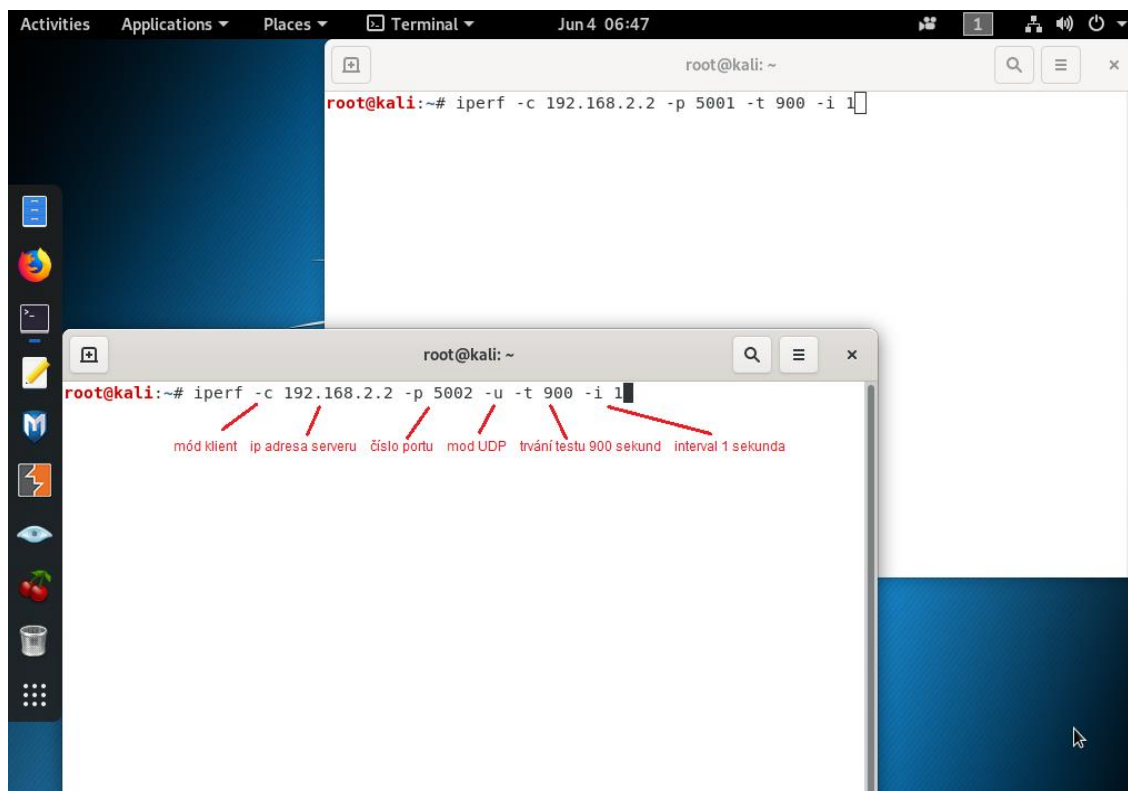 Activities Applications Places Terminal Jun 4 06:47 1
root@kali: ~
root@kali:~# iperf -c 192.168.2.2 -p 5001 -t 900 -i 1
root@kali: ~
root@kali:~# iperf -c 192.168.2.2 -p 5002 -u -t 900 -i 1
mód klient ip adresa serveru číslo portu mod UDP trvání testu 900 sekund interval 1 sekunda